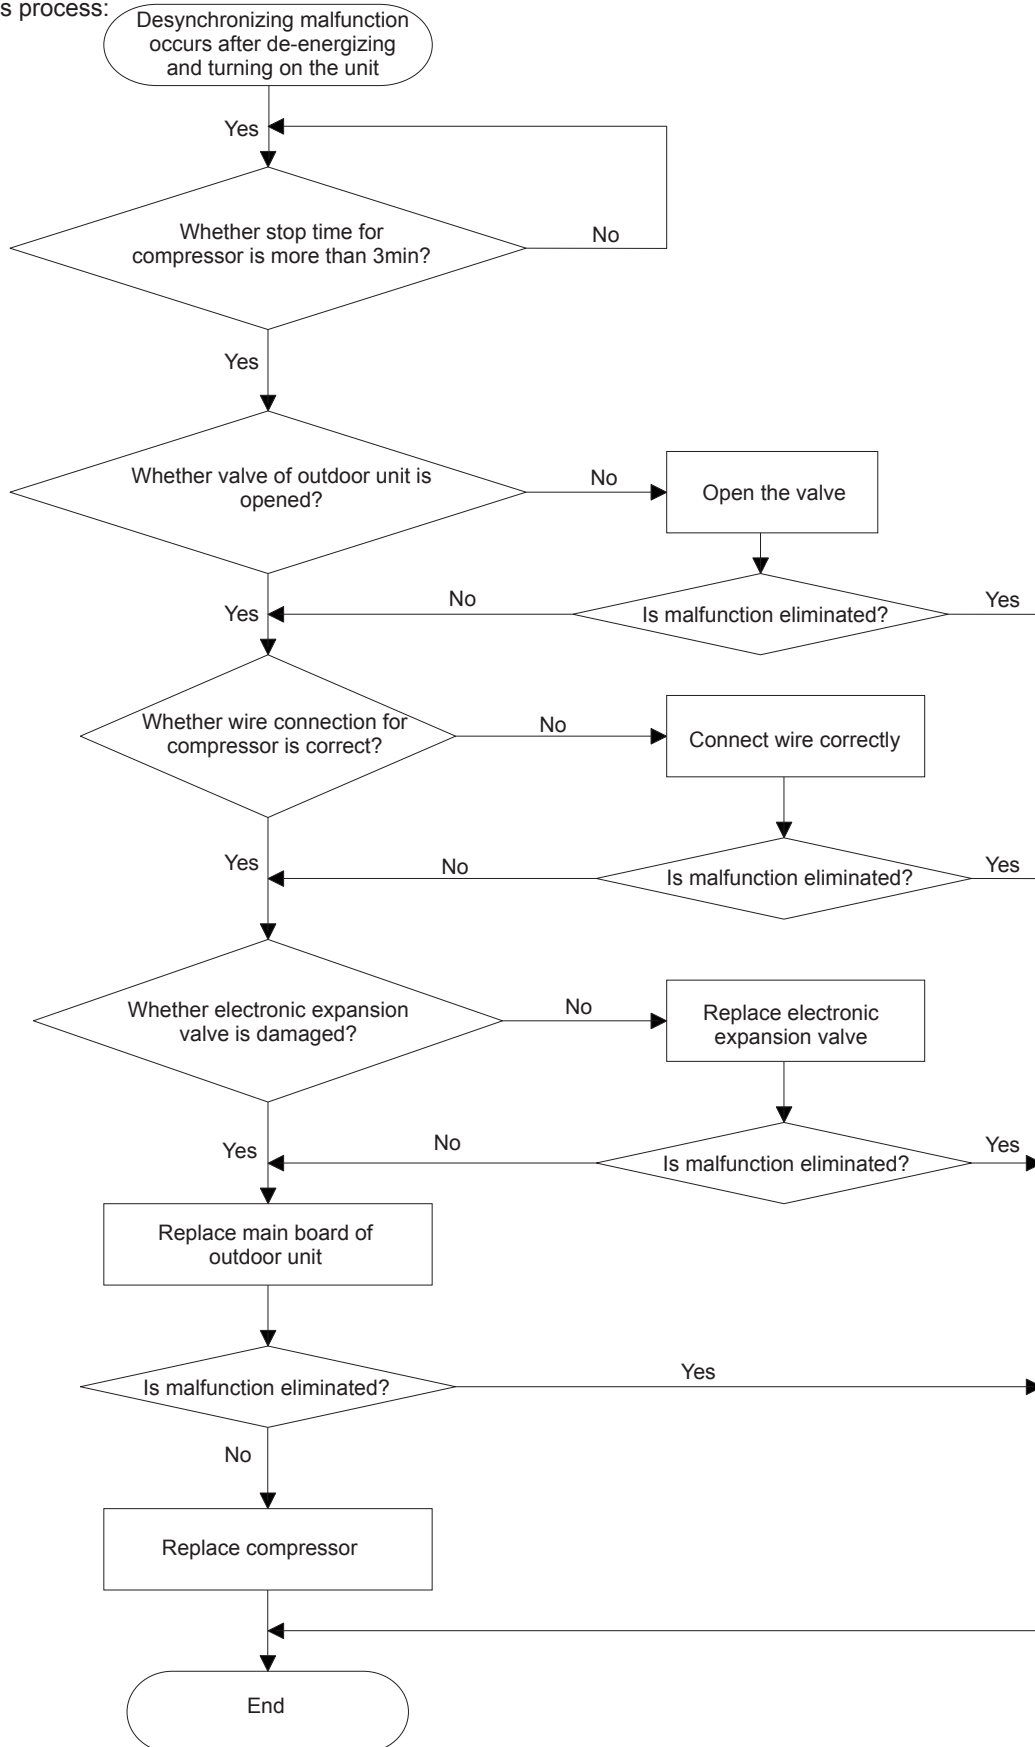 s process:
Desynchronizing malfunction
occurs after de-energizing
and turning on the unit
Yes
Whether stop time for
compressor is more than 3min?
No
Yes
Whether valve of outdoor unit is
opened?
No
Open the valve
Yes
No
Is malfunction eliminated?
Yes
Whether wire connection for
compressor is correct?
No
Connect wire correctly
Yes
No
Is malfunction eliminated?
Yes
Whether electronic expansion
valve is damaged?
No
Replace electronic
expansion valve
Yes
No
Is malfunction eliminated?
Yes
Replace main board of
outdoor unit
Is malfunction eliminated?
Yes
No
Replace compressor
End